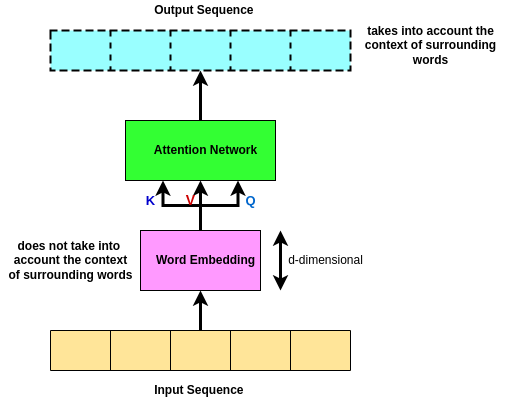 Output Sequence
takes into account the
context of surrounding
words
Attention Network
K
V
Q
does not take into
account the context
of surrounding words
Word Embedding
d-dimensional
Input Sequence